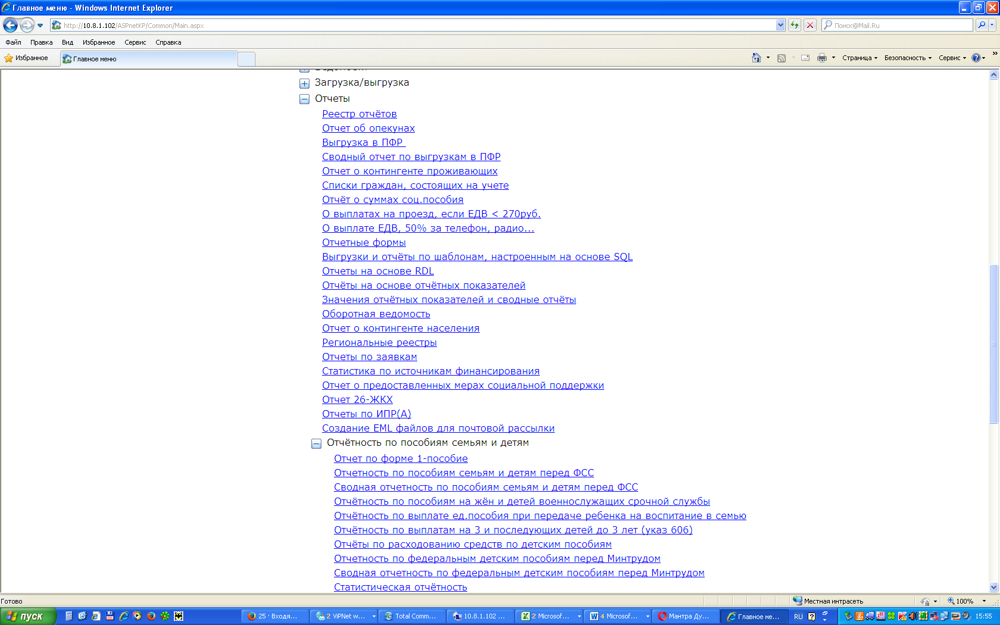 Главное меню - Windows Internet Explorer
http://10.8.1.102/ASPnetKP/Common/Main.aspx
Поиск@Mail.Ru
Файл Правка Вид Избранное Сервис Справка
Избранное Главное меню Страница Безопасность Сервис
Загрузка/выгрузка
Отчеты
Реестр отчётов
Отчет об опекунах
Выгрузка в ПФР
Сводный отчет по выгрузкам в ПФР
Отчет о контингенте проживающих
Списки граждан, состоящих на учете
Отчёт о суммах соц.пособия
О выплатах на проезд, если ЕДВ < 270руб.
О выплате ЕДВ, 50% за телефон, радио...
Отчетные формы
Выгрузки и отчёты по шаблонам, настроенным на основе SQL
Отчеты на основе RDL
Отчёты на основе отчётных показателей
Значения отчётных показателей и сводные отчёты
Оборотная ведомость
Отчет о контингенте населения
Региональные реестры
Отчеты по заявкам
Статистика по источникам финансирования
Отчет о предоставленных мерах социальной поддержки
Отчет 26-ЖКХ
Отчеты по ИПР(А)
Создание EML файлов для почтовой рассылки
Отчётность по пособиям семьям и детям
Отчет по форме 1-пособие
Отчетность по пособиям семьям и детям перед ФСС
Сводная отчетность по пособиям семьям и детям перед ФСС
Отчётность по пособиям на жён и детей военнослужащих срочной службы
Отчётность по выплате ед.пособия при передаче ребенка на воспитание в семью
Отчётность по выплатам на 3 и последующих детей до 3 лет (указ 606)
Отчёты по расходованию средств по детским пособиям
Отчетность по федеральным детским пособиям перед Минтрудом
Сводная отчетность по федеральным детским пособиям перед Минтрудом
Статистическая отчётность
Готово Местная интрасеть 100%
пуск 25 · Входя... 2 ViPNet w... Total Comm... 10.8.1.102 ... 2 Microsof... 4 Microsof... Мантра Ду... Главное ме... RU 15:55